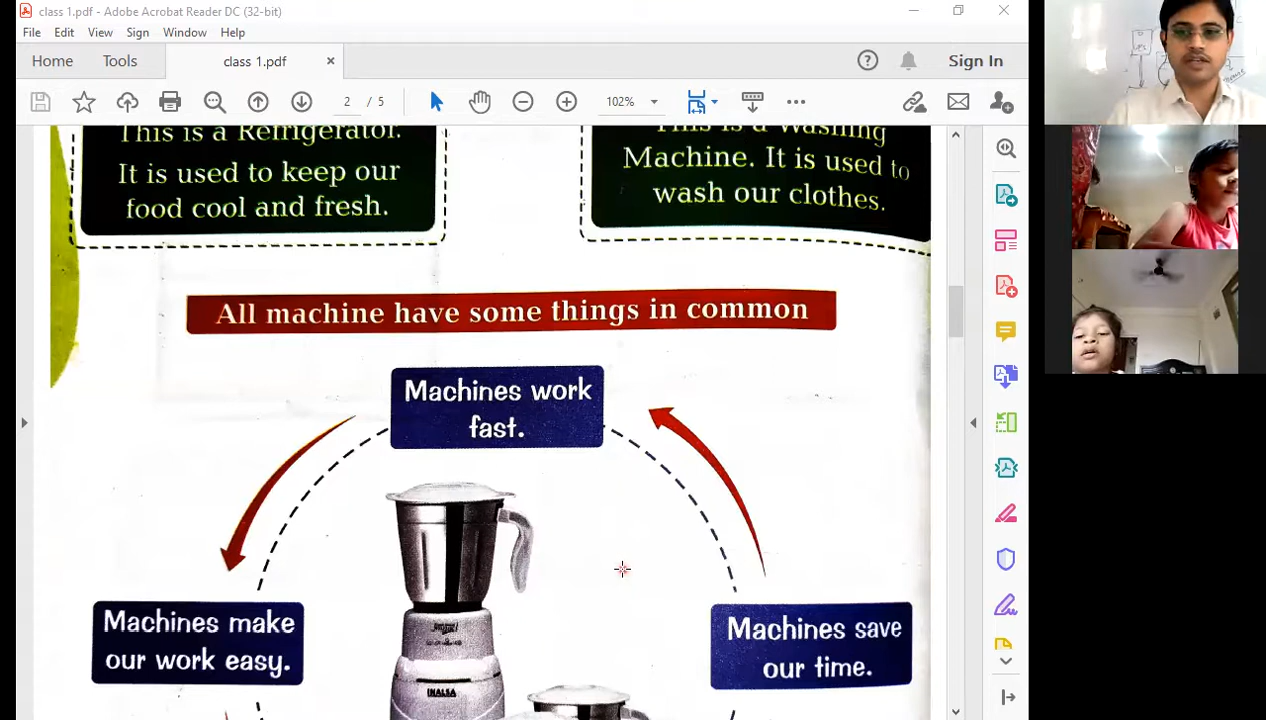 class 1.pdf - Adobe Acrobat Reader DC (32-bit)
File Edit View Sign Window Help
Home Tools class 1.pdf × Sign In
2 / 5 102%
This is a Refrigerator.
It is used to keep our
food cool and fresh.
This is a Washing
Machine. It is used to
wash our clothes.
All machine have some things in common
Machines work
fast.
Machines make
our work easy.
Machines save
our time.
INALSA
UPS